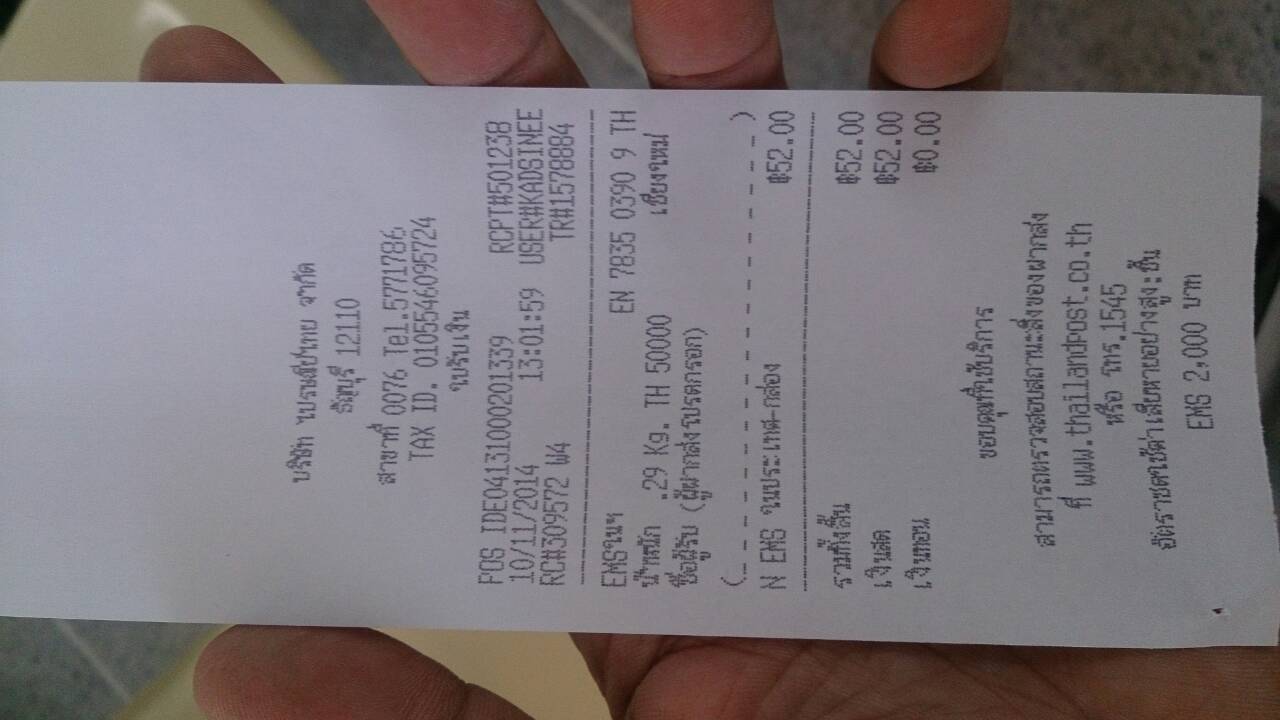 บริษัท ไปรษณีย์ไทย จำกัด
ธัญบุรี 12110
สาขาที่ 0076 Tel.5771786
TAX ID. 0105546095724
ใบรับเงิน
POS IDE04131000201339 RCPT#501238
10/11/2014 13:01:59 USER#KADSINEE
RC#309572 W4 TR#1578884
EMSในฯ EN 7835 0390 9 TH
น้ำหนัก .29 Kg. TH 50000 เชียงใหม่
ชื่อผู้รับ (ผู้ฝากส่งโปรดกรอก)
(_ _ _ _ _ _ _ _ _ _ _ _ _ _ _ _ _)
N EMS ในประเทศ-กล่อง ฿52.00
รวมทั้งสิ้น ฿52.00
เงินสด ฿52.00
เงินทอน ฿0.00
ขอบคุณที่ใช้บริการ
สามารถตรวจสอบสถานะสิ่งของฝากส่ง
ที่ www.thailandpost.co.th
หรือ โทร.1545
อัตราชดใช้ค่าเสียหายอย่างสูง:ชิ้น
EMS 2,000 บาท